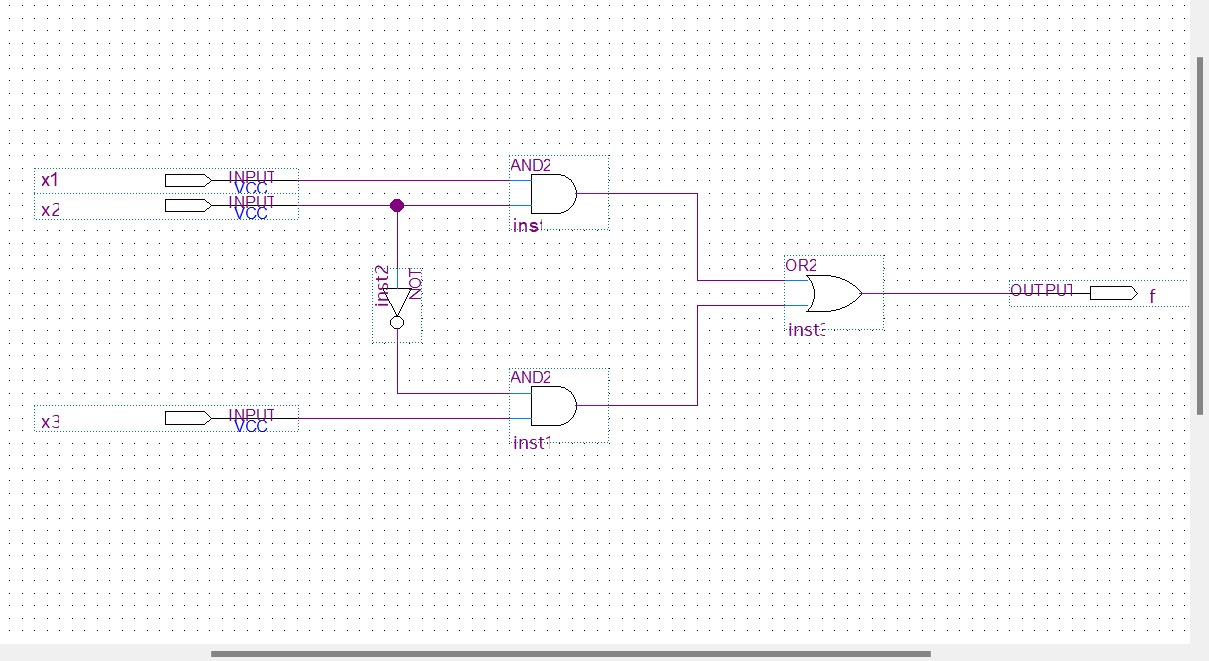 AND2
x1 INPUT
VCC
x2 INPUT
VCC
inst
inst2 NOT
OR2
OUTPUT f
inst3
AND2
x3 INPUT
VCC
inst1